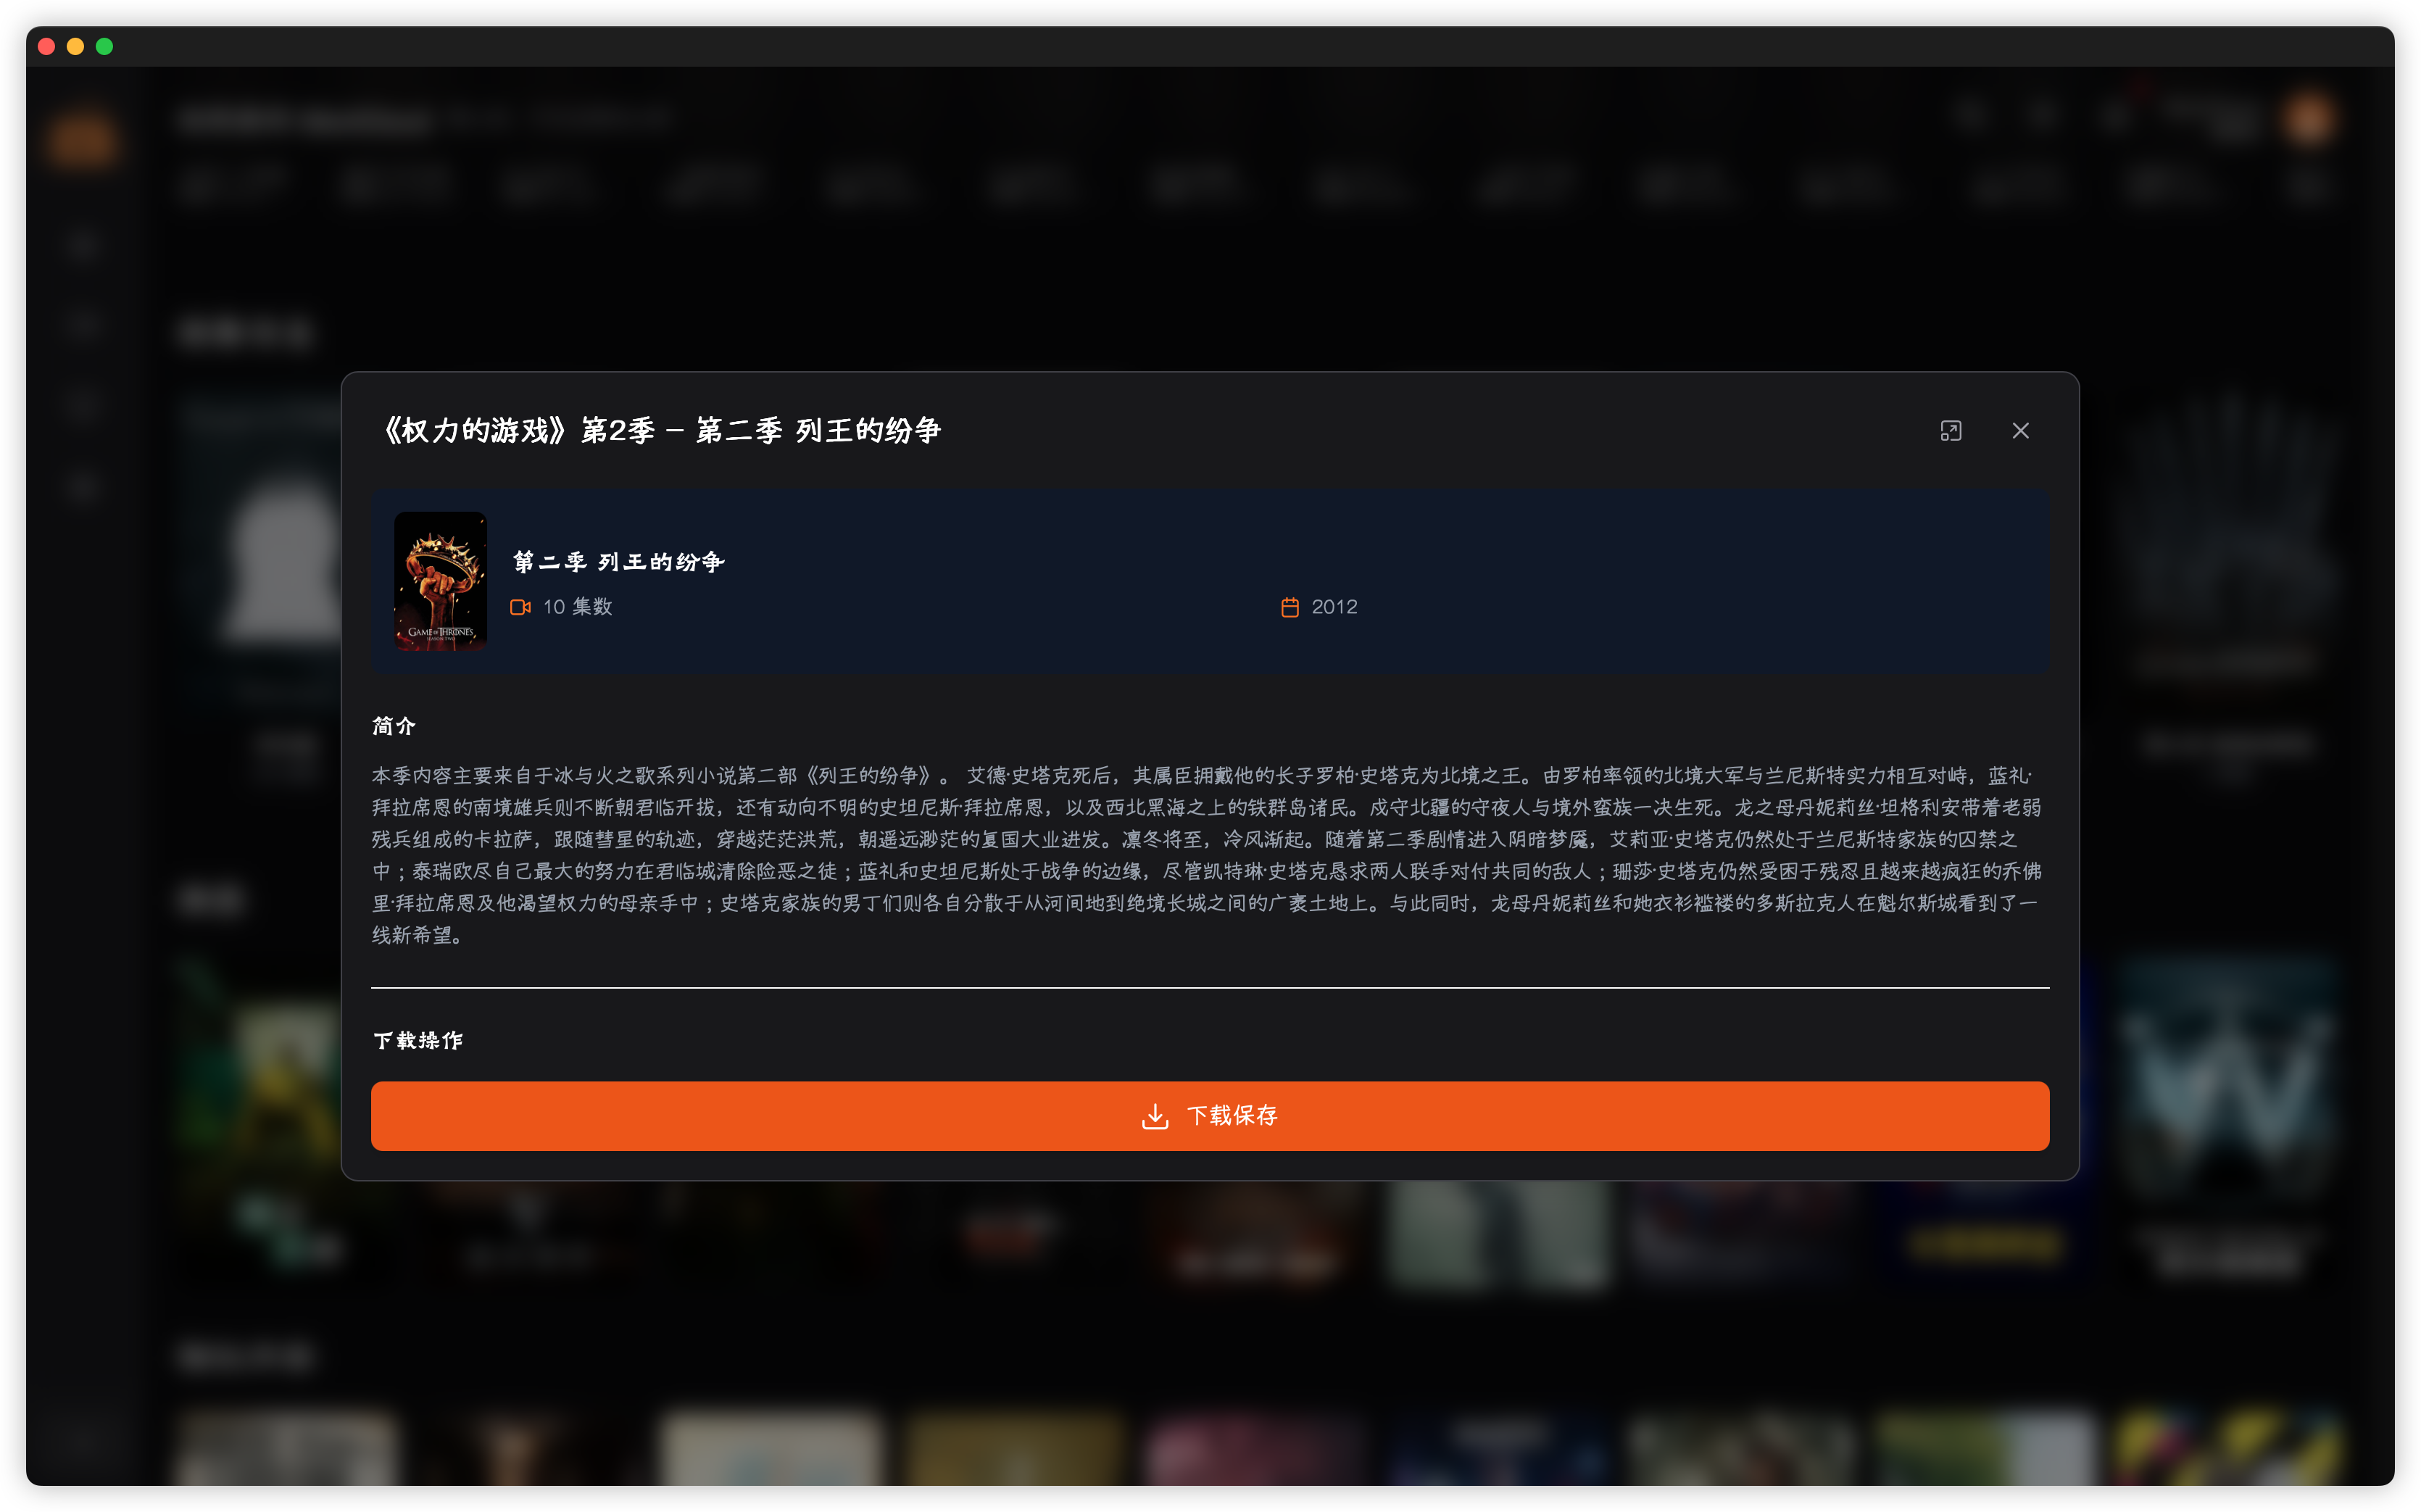 《权力的游戏》第2季 – 第二季 列王的纷争
第二季 列王的纷争
10 集数
2012
GAME OF THRONES
SEASON TWO
简介
本季内容主要来自于冰与火之歌系列小说第二部《列王的纷争》。 艾德·史塔克死后，其属臣拥戴他的长子罗柏·史塔克为北境之王。由罗柏率领的北境大军与兰尼斯特实力相互对峙，蓝礼·
拜拉席恩的南境雄兵则不断朝君临开拔，还有动向不明的史坦尼斯·拜拉席恩，以及西北黑海之上的铁群岛诸民。戍守北疆的守夜人与境外蛮族一决生死。龙之母丹妮莉丝·坦格利安带着老弱
残兵组成的卡拉萨，跟随彗星的轨迹，穿越茫茫洪荒，朝遥远渺茫的复国大业进发。凛冬将至，冷风渐起。随着第二季剧情进入阴暗梦魇，艾莉亚·史塔克仍然处于兰尼斯特家族的囚禁之
中；泰瑞欧尽自己最大的努力在君临城清除险恶之徒；蓝礼和史坦尼斯处于战争的边缘，尽管凯特琳·史塔克恳求两人联手对付共同的敌人；珊莎·史塔克仍然受困于残忍且越来越疯狂的乔佛
里·拜拉席恩及他渴望权力的母亲手中；史塔克家族的男丁们则各自分散于从河间地到绝境长城之间的广袤土地上。与此同时，龙母丹妮莉丝和她衣衫褴褛的多斯拉克人在魁尔斯城看到了一
线新希望。
下载操作
下载保存